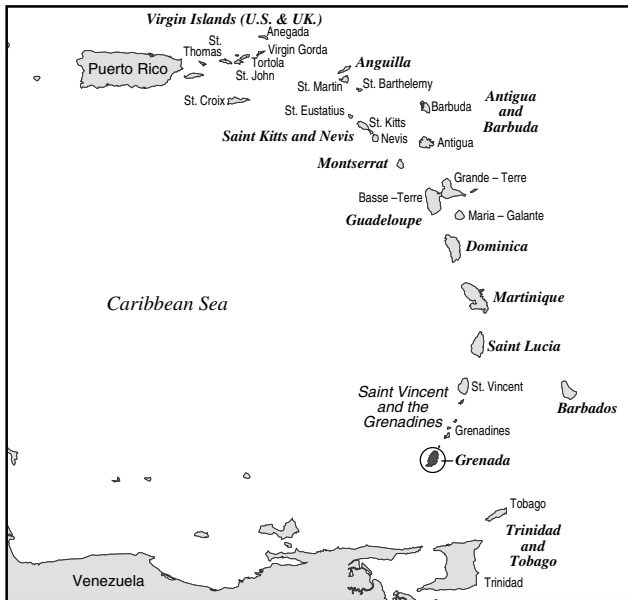 Virgin Islands (U.S. & UK.)
Anegada
St.
Thomas
Virgin Gorda
Tortola
St. John
Puerto Rico
Anguilla
St. Martin
St. Barthelemy
St. Croix
St. Eustatius
Barbuda
Antigua
and
Barbuda
St. Kitts
Saint Kitts and Nevis
Nevis
Antigua
Montserrat
Grande – Terre
Basse –Terre
Maria – Galante
Guadeloupe
Dominica
Caribbean Sea
Martinique
Saint Lucia
St. Vincent
Saint Vincent
and the
Grenadines
Barbados
Grenadines
Grenada
Tobago
Trinidad
and
Tobago
Venezuela
Trinidad